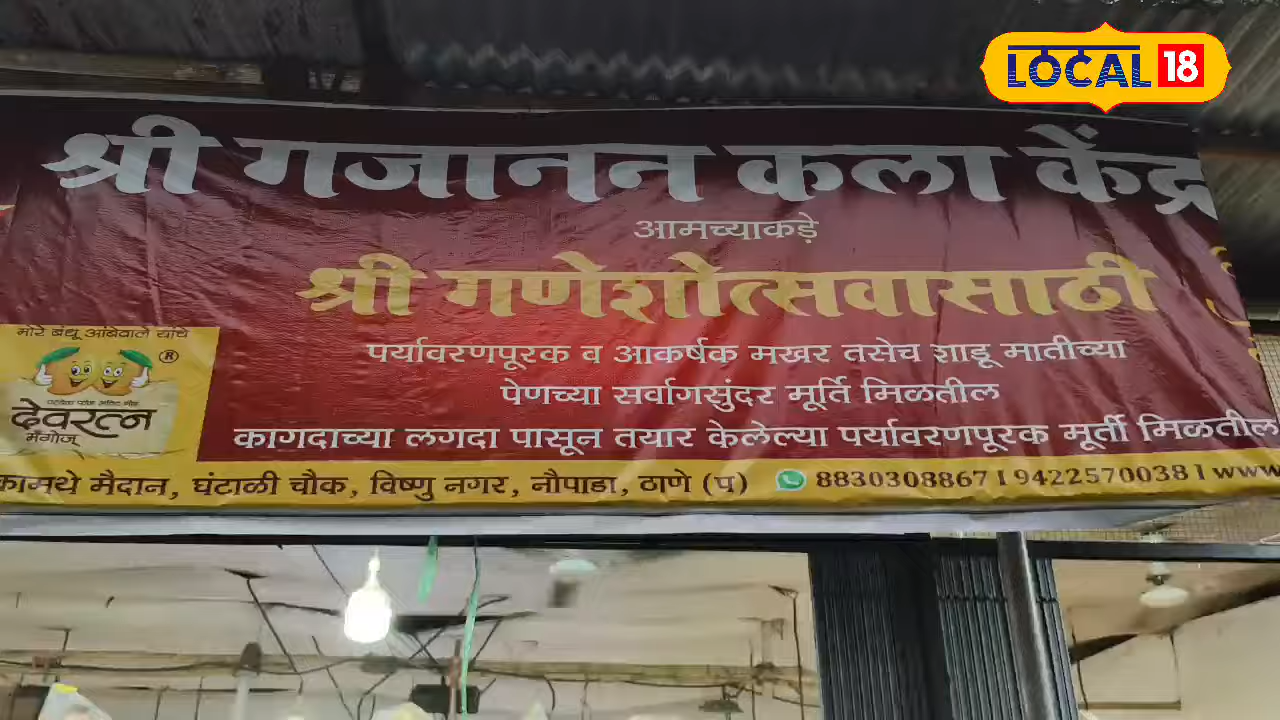 LOCAL 18
श्री गजानन कला केंद्र
आमच्याकडे
श्री गणेशोत्सवासाठी
पर्यावरणपूरक व आकर्षक मखर तसेच शाडू मातीच्या
पेणच्या सर्वागसुंदर मूर्ति मिळतील
कागदाच्या लगदा पासून तयार केलेल्या पर्यावरणपूरक मूर्ती मिळतील
मोरे बंधू आंबेवाले यांचे
®
देवरत्न
मँगोज्
कामथे मैदान, घंटाळी चौक, विष्णु नगर, नौपाडा, ठाणे (प) 8830308867 | 9422570038 | www